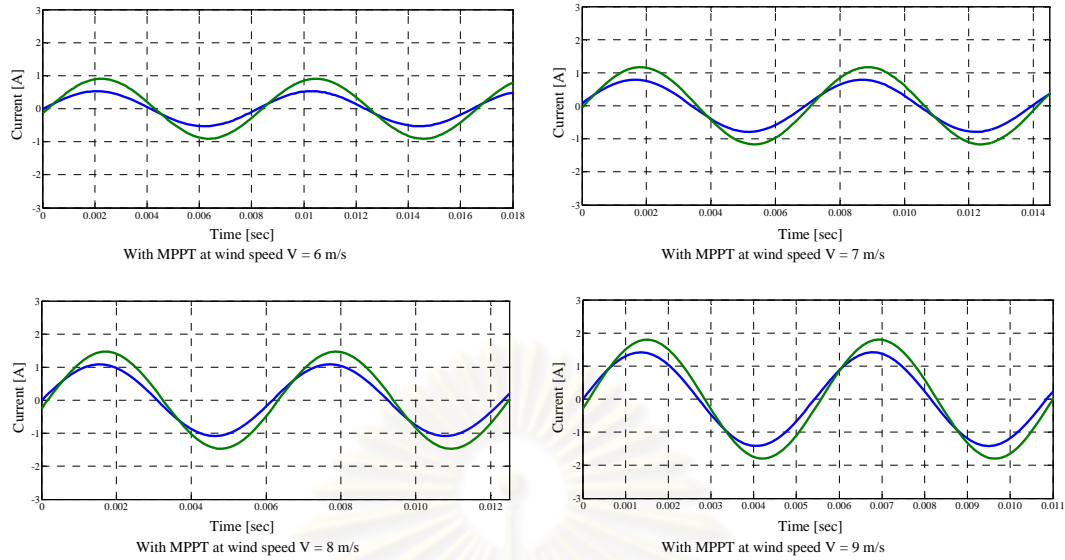 3
2
1
0
-1
-2
-3
Current [A]
0 0.002 0.004 0.006 0.008 0.01 0.012 0.014 0.016 0.018
Time [sec]
With MPPT at wind speed V = 6 m/s
3
2
1
0
-1
-2
-3
Current [A]
0 0.002 0.004 0.006 0.008 0.010 0.012 0.014
Time [sec]
With MPPT at wind speed V = 7 m/s
3
2
1
0
-1
-2
-3
Current [A]
0 0.002 0.004 0.006 0.008 0.010 0.012
Time [sec]
With MPPT at wind speed V = 8 m/s
3
2
1
0
-1
-2
-3
Current [A]
0 0.001 0.002 0.003 0.004 0.005 0.006 0.007 0.008 0.009 0.010 0.011
Time [sec]
With MPPT at wind speed V = 9 m/s